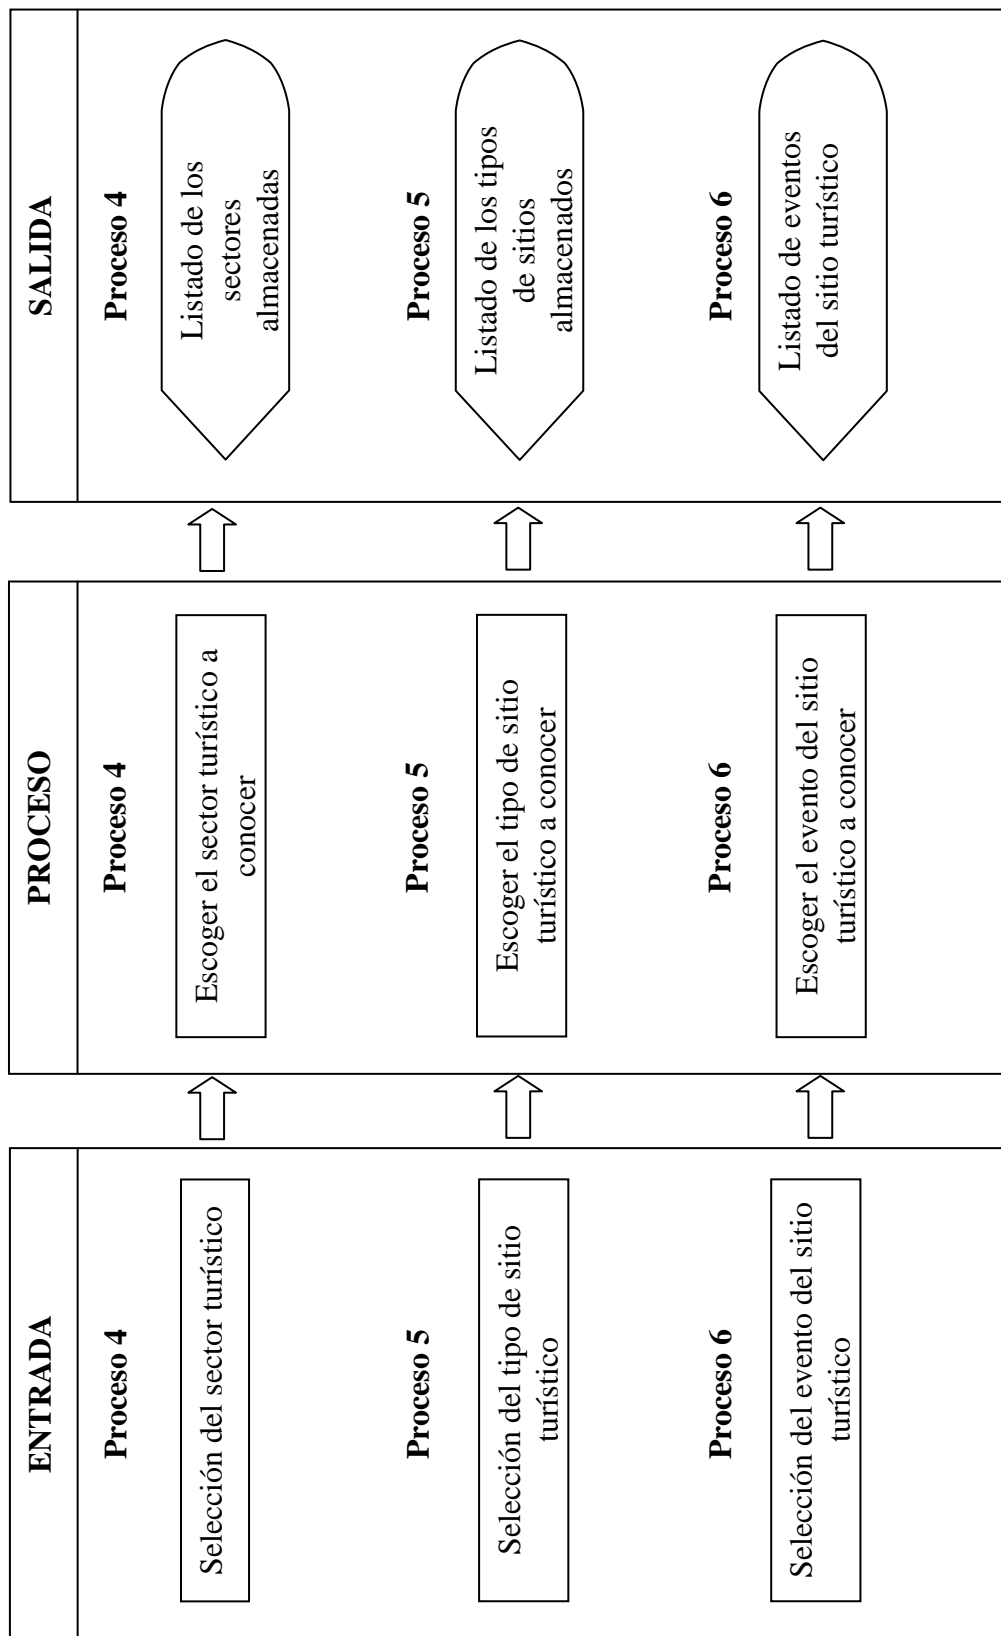 ENTRADA
Proceso 4
Selección del sector turístico
Proceso 5
Selección del tipo de sitio
turístico
Proceso 6
Selección del evento del sitio
turístico
PROCESO
Proceso 4
Escoger el sector turístico a
conocer
Proceso 5
Escoger el tipo de sitio
turístico a conocer
Proceso 6
Escoger el evento del sitio
turístico a conocer
SALIDA
Proceso 4
Listado de los
sectores
almacenadas
Proceso 5
Listado de los tipos
de sitios
almacenados
Proceso 6
Listado de eventos
del sitio turístico